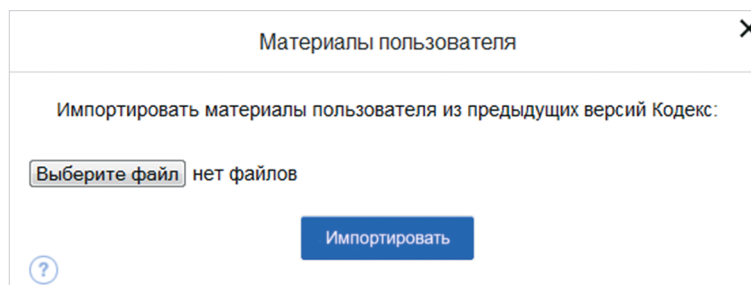 Материалы пользователя
Импортировать материалы пользователя из предыдущих версий Кодекс:
Выберите файл нет файлов
Импортировать
?